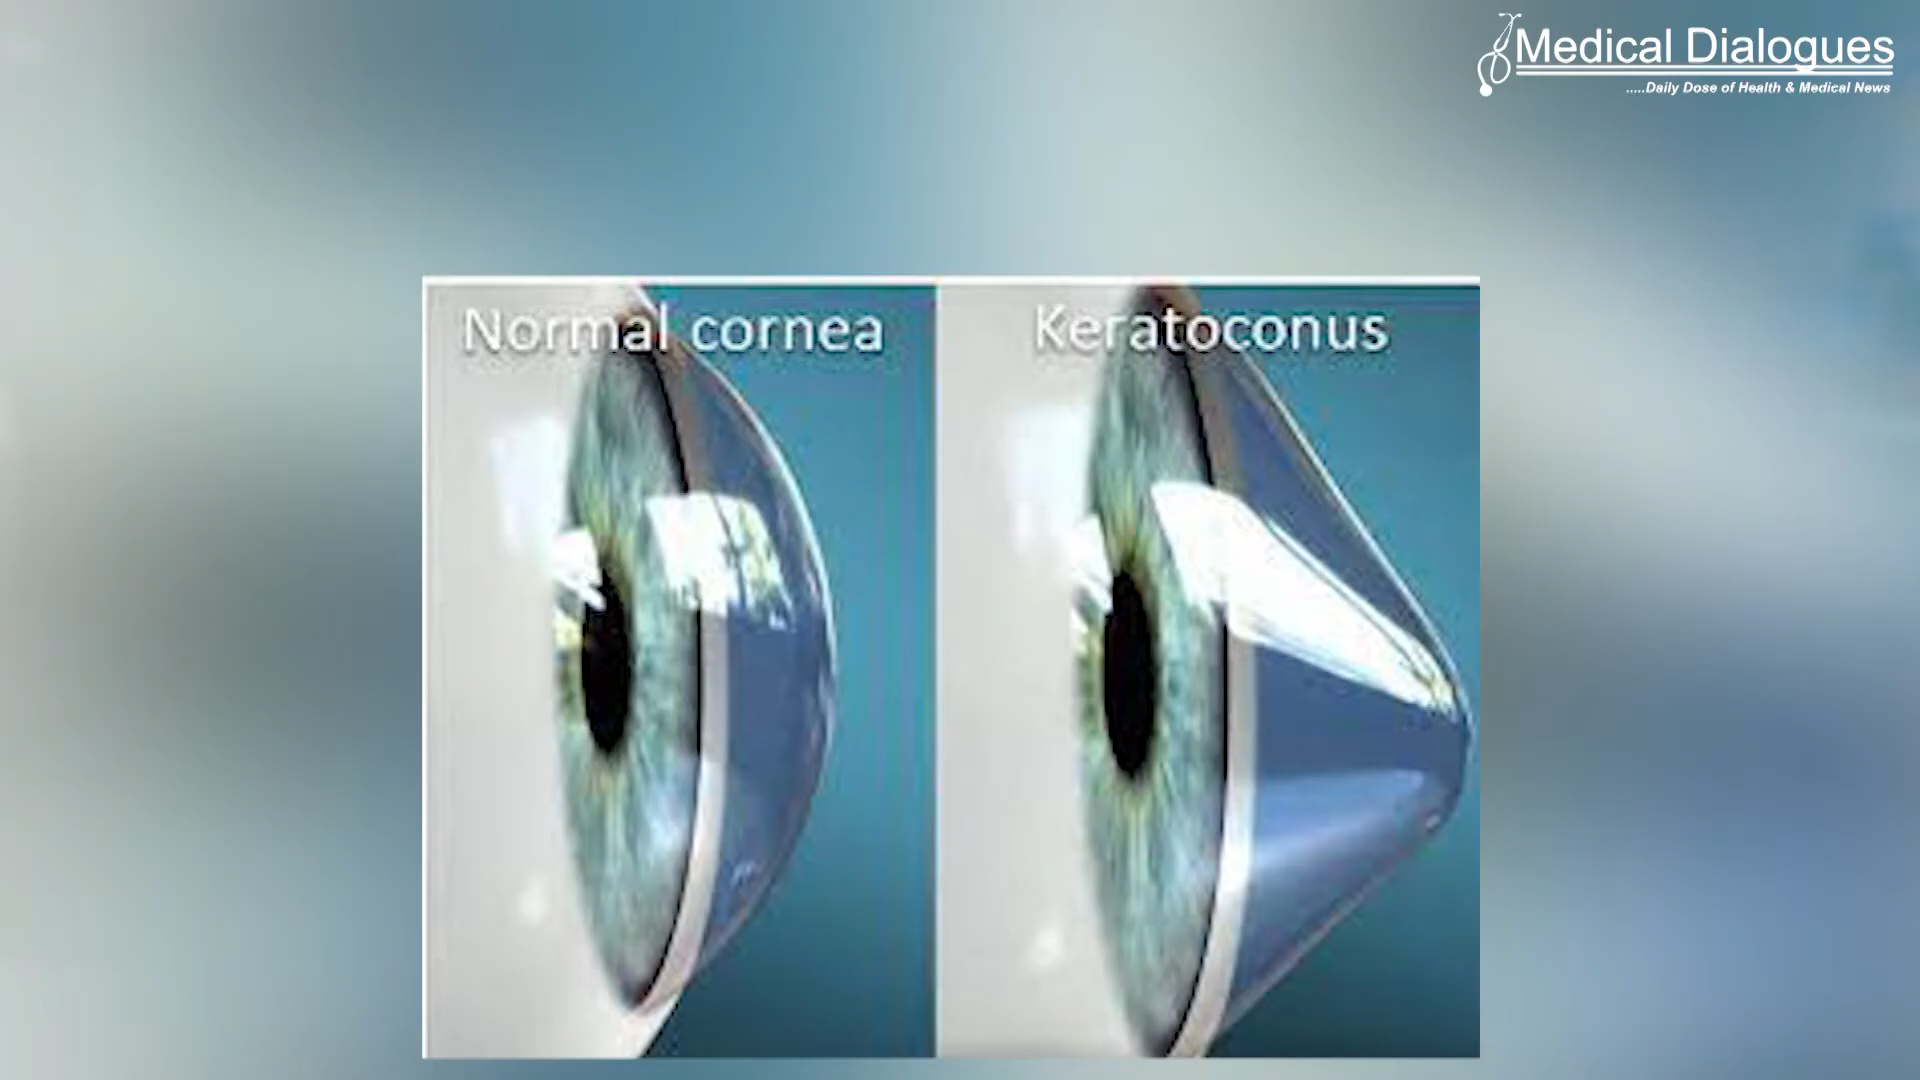 Medical Dialogues
.....Daily Dose of Health & Medical News
Normal cornea
Keratoconus